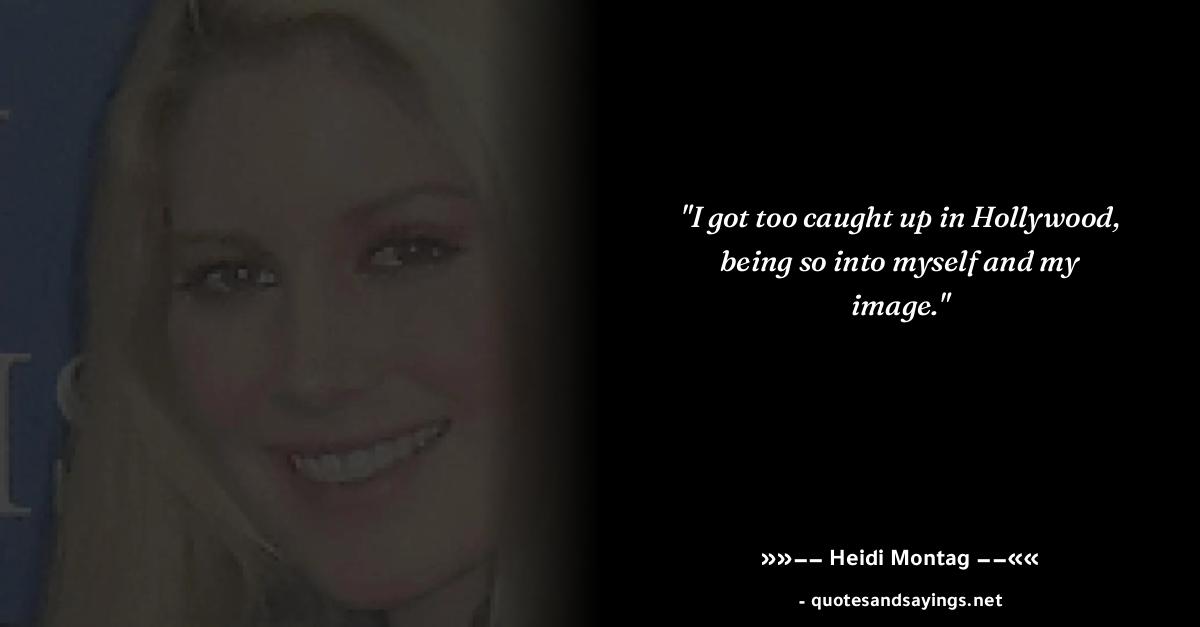 "I got too caught up in Hollywood,
being so into myself and my
image."
»»−− Heidi Montag −−««
- quotesandsayings.net